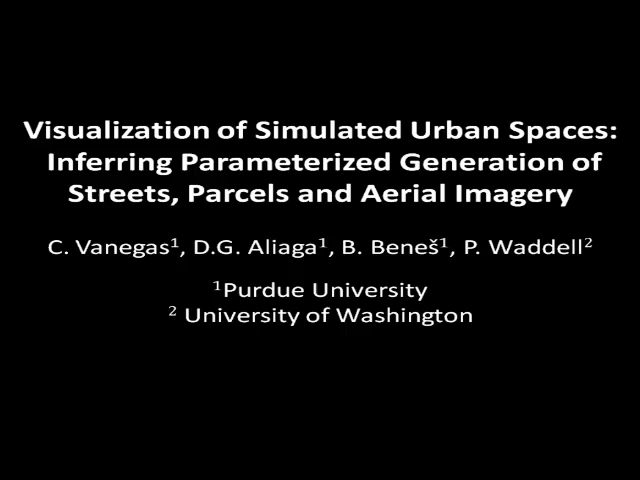 Visualization of Simulated Urban Spaces:
Inferring Parameterized Generation of
Streets, Parcels and Aerial Imagery
C. Vanegas¹, D.G. Aliaga¹, B. Beneš¹, P. Waddell²
¹Purdue University
² University of Washington